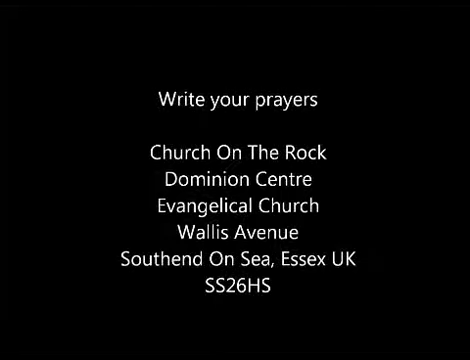 Write your prayers
Church On The Rock
Dominion Centre
Evangelical Church
Wallis Avenue
Southend On Sea, Essex UK
SS26HS